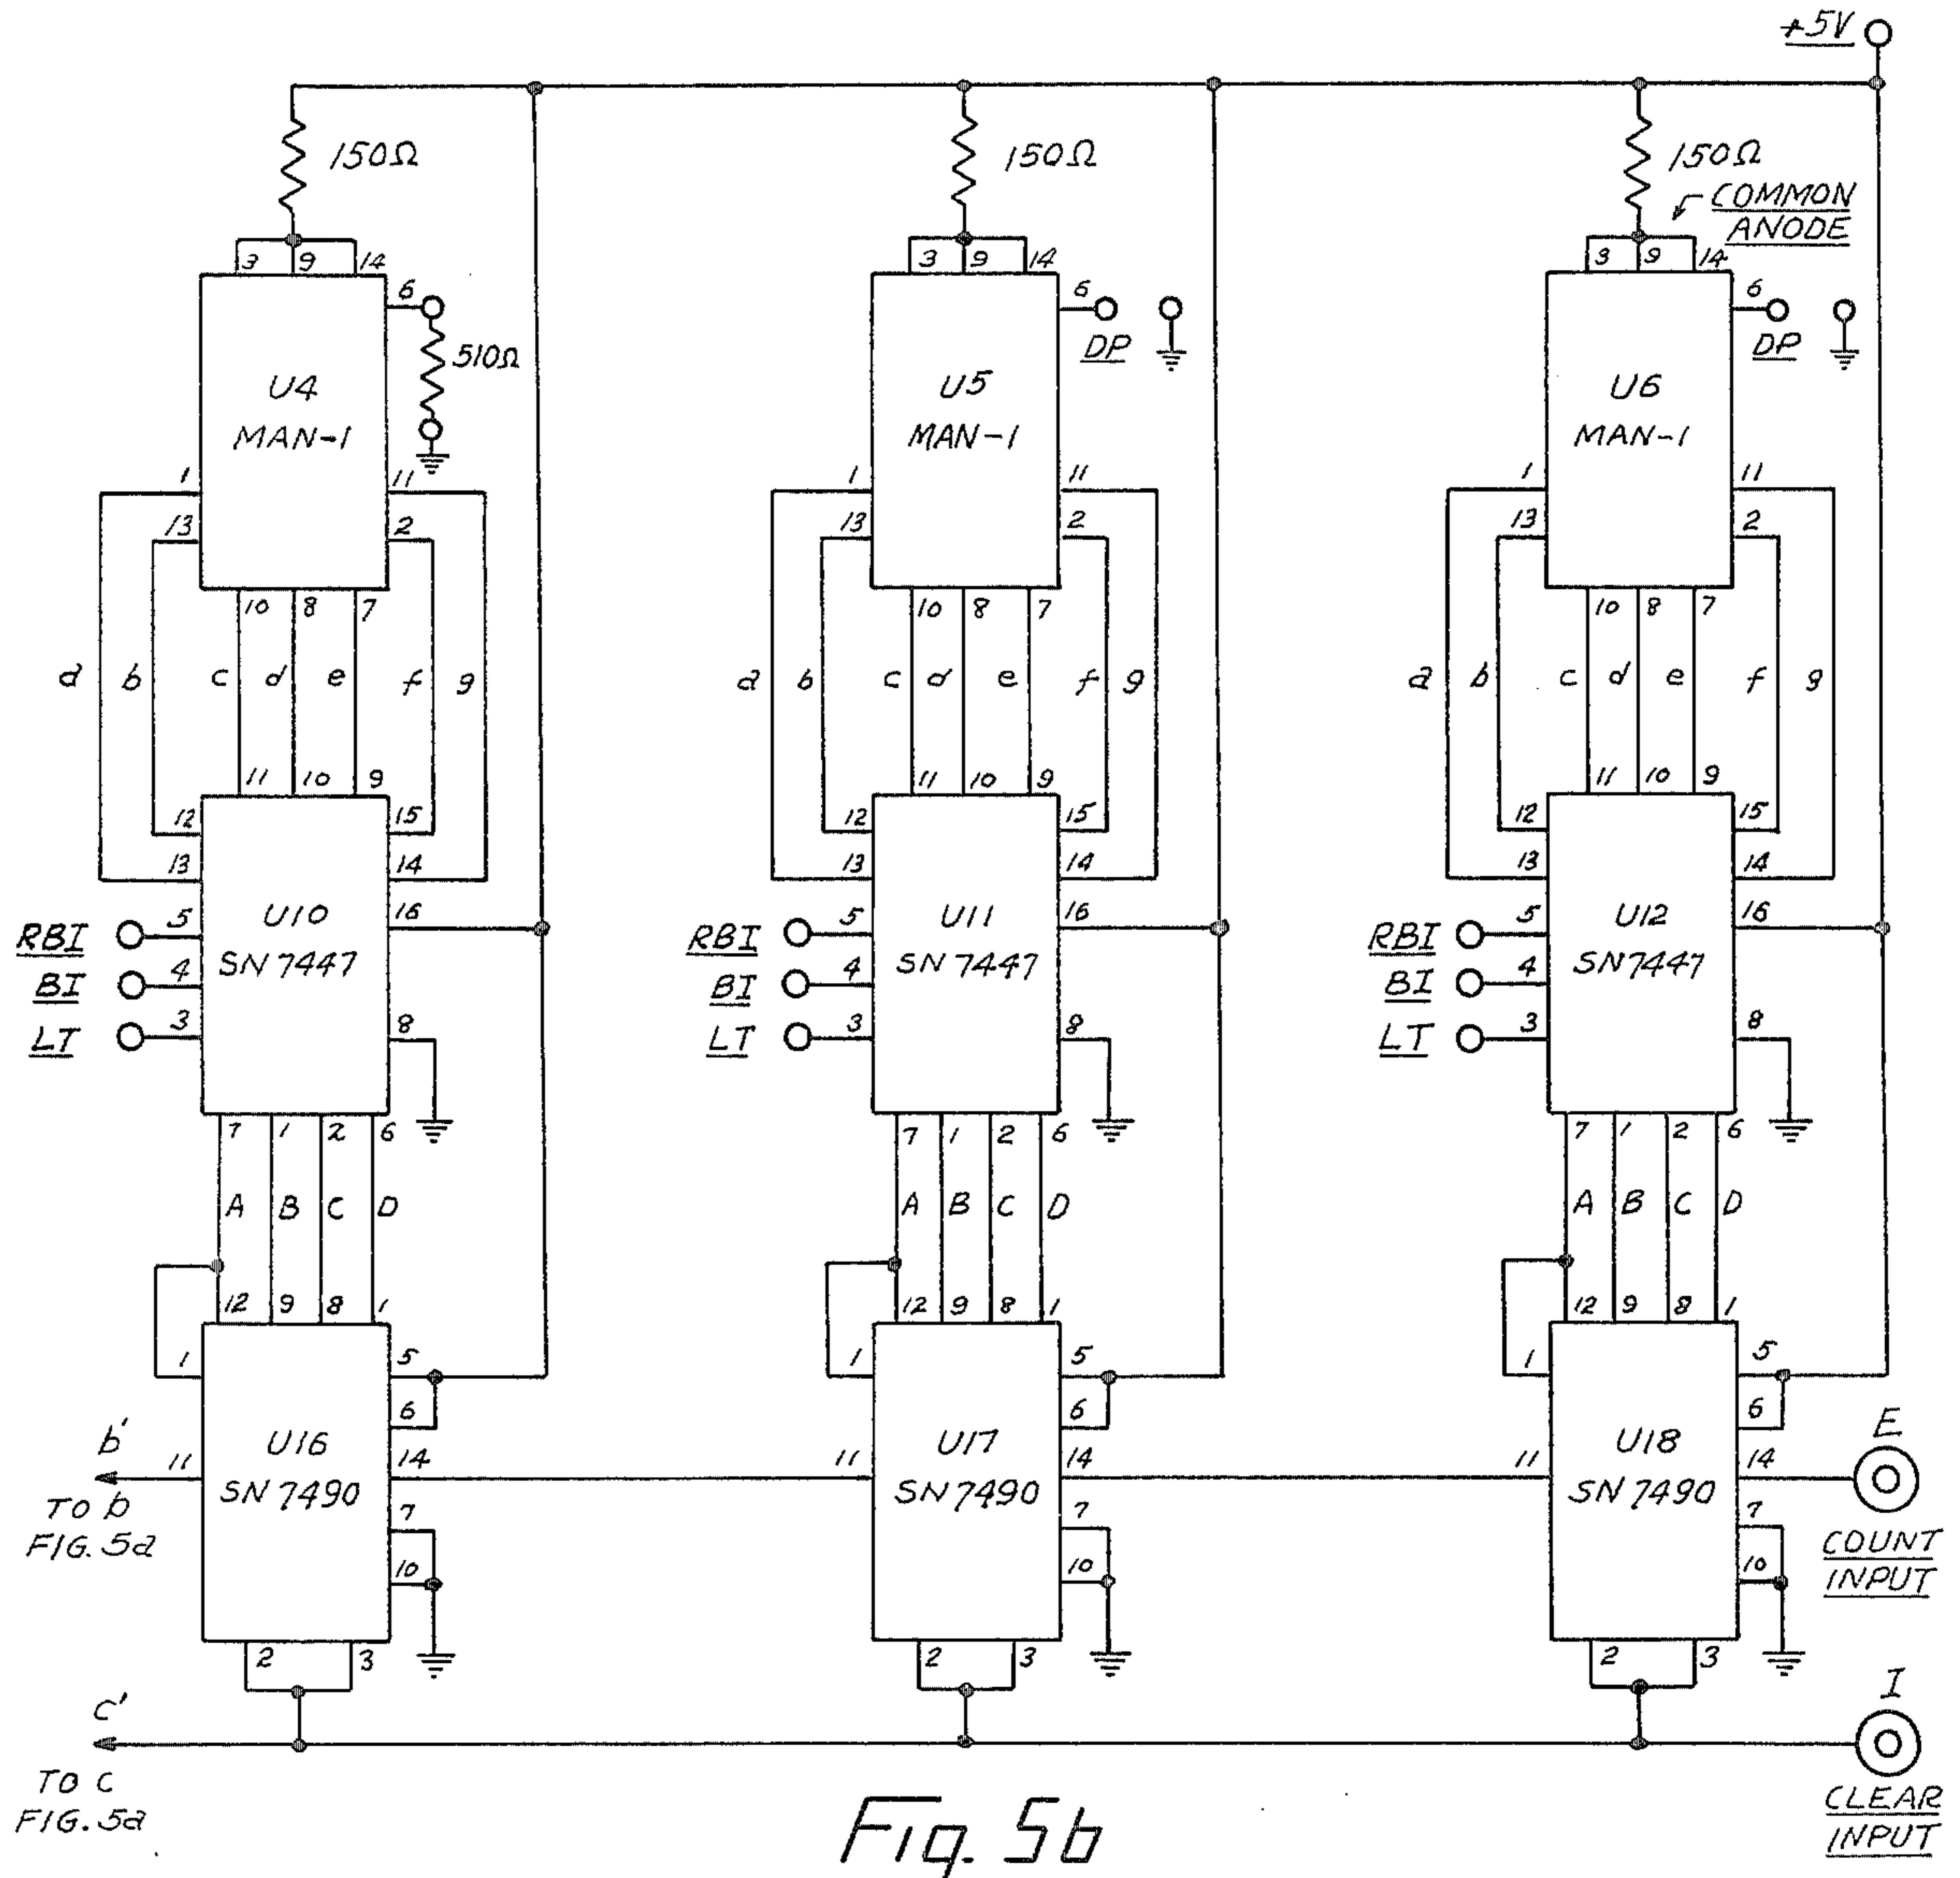 +5V
150Ω 150Ω 150Ω
COMMON
ANODE
3 9 14 3 9 14 3 9 14
6 6 6
510Ω DP DP
U4 U5 U6
MAN-1 MAN-1 MAN-1
1 11 1 11 1 11
13 2 13 2 13 2
10 8 7 10 8 7 10 8 7
a b c d e f g a b c d e f g a b c d e f g
11 10 9 11 10 9 11 10 9
12 15 12 15 12 15
13 14 13 14 13 14
RBI 5 U10 16 RBI 5 U11 16 RBI 5 U12 16
BI 4 SN7447 BI 4 SN7447 BI 4 SN7447
LT 3 8 LT 3 8 LT 3 8
7 1 2 6 7 1 2 6 7 1 2 6
A B C D A B C D A B C D
12 9 8 1 12 9 8 1 12 9 8 1
1 5 1 5 1 5
6 6 6
b' U16 U17 U18 E
11 14 11 14 11 14
SN7490 SN7490 SN7490
TO b
FIG. 5a
7 7 7
10 10 10
COUNT
INPUT
2 3 2 3 2 3
c' I
TO c
FIG. 5a
CLEAR
INPUT
Fig. 5b